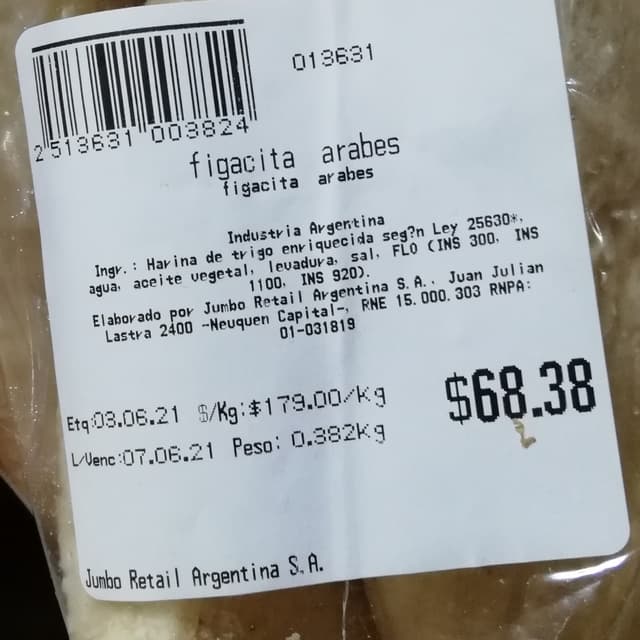 013631
2 513631 003824
figacita arabes
figacita arabes
Industria Argentina
Ingr.: Harina de trigo enriquecida seg?n Ley 25630*,
agua, aceite vegetal, levadura, sal, FLO (INS 300, INS
1100, INS 920).
Elaborado por Jumbo Retail Argentina S.A., Juan Julian
Lastra 2400 -Neuquen Capital-, RNE 15.000.303 RNPA:
01-031819
$68.38
Etq:03.06.21 $/Kg:$179.00/Kg
L/Venc:07.06.21 Peso: 0.382Kg
Jumbo Retail Argentina S.A.